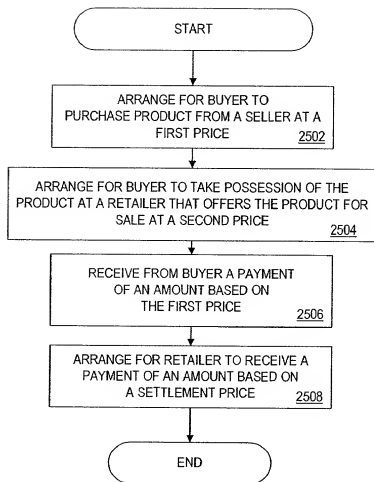 START
ARRANGE FOR BUYER TO
PURCHASE PRODUCT FROM A SELLER AT A
FIRST PRICE
2502
ARRANGE FOR BUYER TO TAKE POSSESSION OF THE
PRODUCT AT A RETAILER THAT OFFERS THE PRODUCT FOR
SALE AT A SECOND PRICE
2504
RECEIVE FROM BUYER A PAYMENT
OF AN AMOUNT BASED ON
THE FIRST PRICE
2506
ARRANGE FOR RETAILER TO RECEIVE A
PAYMENT OF AN AMOUNT BASED ON
A SETTLEMENT PRICE
2508
END